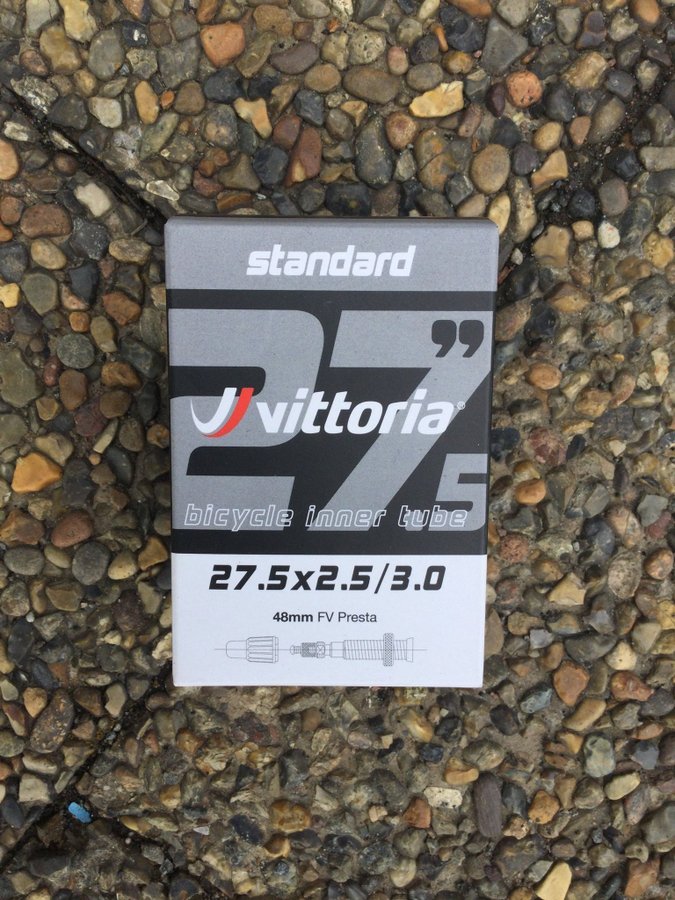 standard
27.5”
vittoria®
bicycle inner tube
27.5x2.5/3.0
48mm FV Presta